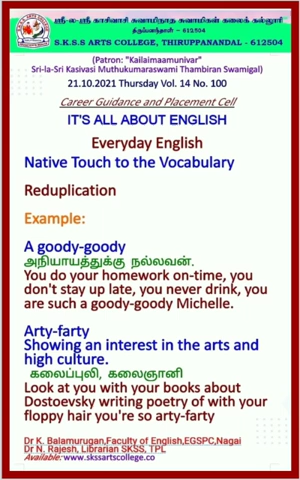 ஸ்ரீ-ல-ஸ்ரீ காசிவாசி சுவாமிநாத சுவாமிகள் கலைக் கல்லூரி
திருப்பனந்தாள் - 612504
S.K.S.S ARTS COLLEGE, THIRUPPANANDAL - 612504
(Patron: "Kailaimaamunivar"
Sri-la-Sri Kasivasi Muthukumaraswami Thambiran Swamigal)
21.10.2021 Thursday Vol. 14 No. 100
Career Guidance and Placement Cell
IT'S ALL ABOUT ENGLISH
Everyday English
Native Touch to the Vocabulary
Reduplication
Example:
A goody-goody
அநியாயத்துக்கு நல்லவன்.
You do your homework on-time, you
don't stay up late, you never drink, you
are such a goody-goody Michelle.
Arty-farty
Showing an interest in the arts and
high culture.
கலைப்புலி, கலைஞானி
Look at you with your books about
Dostoevsky writing poetry of with your
floppy hair you're so arty-farty
Dr K. Balamurugan,Faculty of English,EGSPC,Nagai
Dr N. Rajesh, Librarian SKSS, TPL
Available: www.skssartscollege.co